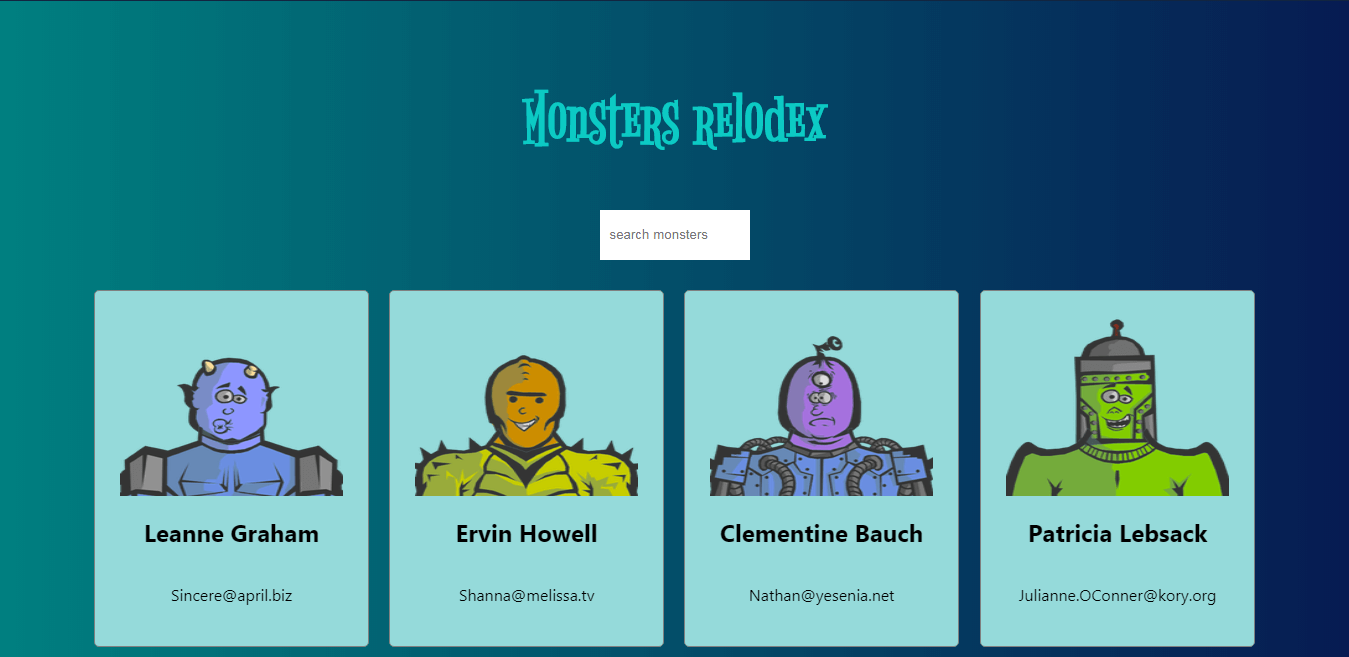 Monsters relodex
search monsters
Leanne Graham
Ervin Howell
Clementine Bauch
Patricia Lebsack
Sincere@april.biz
Shanna@melissa.tv
Nathan@yesenia.net
Julianne.OConner@kory.org